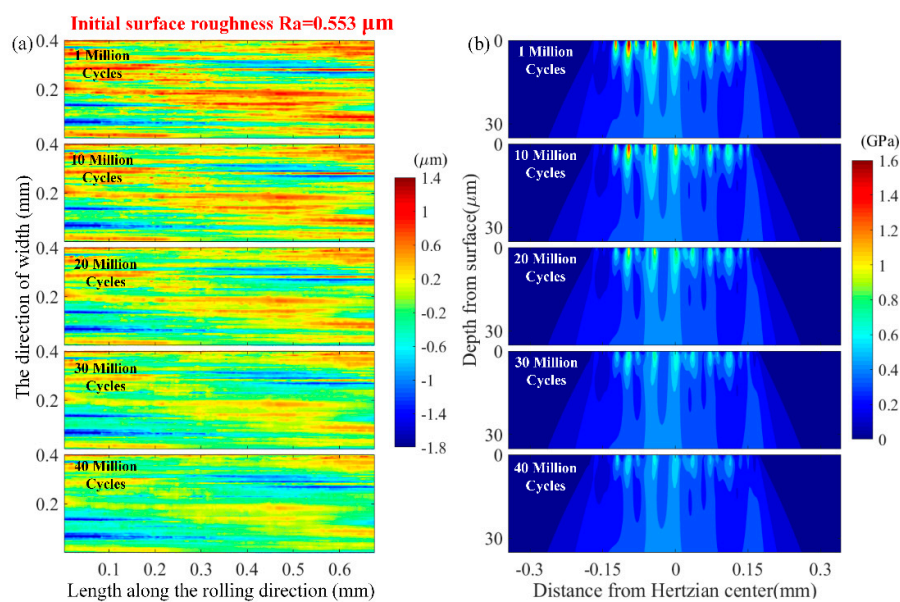 Initial surface roughness Ra=0.553 μm
(a)
The direction of width (mm)
0.4
1 Million
Cycles
0.2
0.4
0.4
10 Million
Cycles
0.2
0.4
20 Million
Cycles
0.2
0.4
30 Million
Cycles
0.2
0.4
40 Million
Cycles
0.2
0.1 0.2 0.3 0.4 0.5 0.6
Length along the rolling direction (mm)
(μm)
1.4
0.6
0.2
-0.2
-0.6
-1
-1.4
-1.8
(b)
Depth from surface(μm)
0
1 Million
Cycles
30
0
10 Million
Cycles
30
0
20 Million
Cycles
30
0
30 Million
Cycles
30
0
40 Million
Cycles
30
-0.3 -0.15 0 0.15 0.3
Distance from Hertzian center(mm)
(GPa)
1.6
1.4
1.2
1
0.8
0.6
0.4
0.2
0